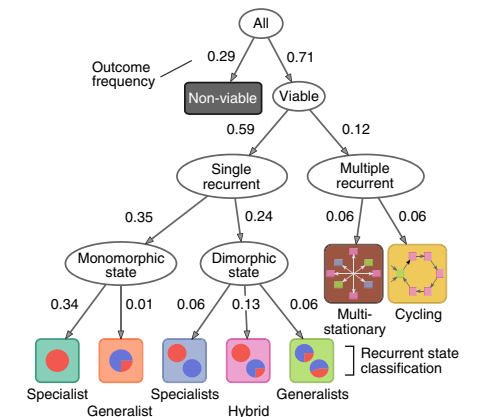 All
0.29
0.71
Outcome
frequency
Non-viable
Viable
0.59
0.12
Single
recurrent
Multiple
recurrent
0.35
0.24
0.06
0.06
Monomorphic
state
Dimorphic
state
0.34
0.01
0.06
0.13
0.06
Multi-
stationary
Cycling
Recurrent state
classification
Specialist
Generalist
Specialists
Hybrid
Generalists